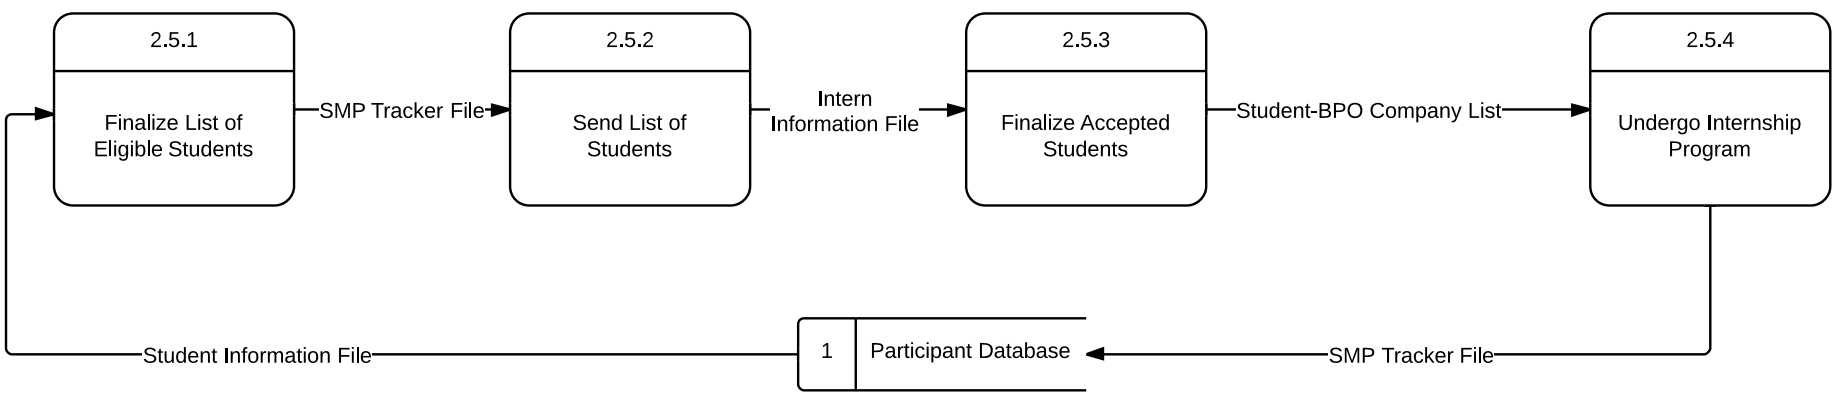 2.5.1
Finalize List of
Eligible Students
SMP Tracker File
2.5.2
Send List of
Students
Intern
Information File
2.5.3
Finalize Accepted
Students
Student-BPO Company List
2.5.4
Undergo Internship
Program
Student Information File
1
Participant Database
SMP Tracker File